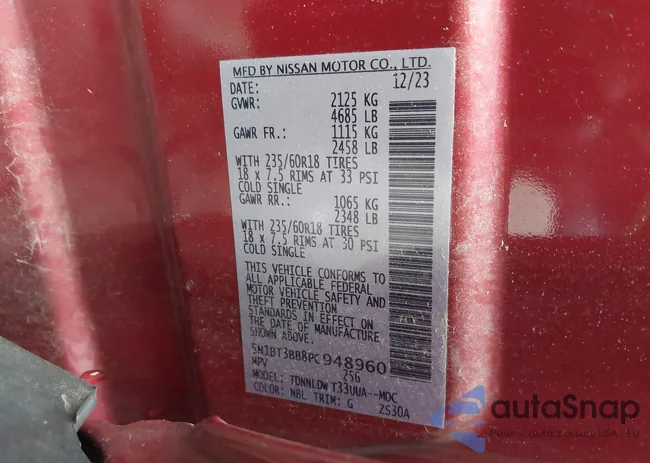 MFD BY NISSAN MOTOR CO., LTD.
DATE: 12/23
GVWR: 2125 KG
4685 LB
GAWR FR.: 1115 KG
2458 LB
WITH 235/60R18 TIRES
18 x 7.5 RIMS AT 33 PSI
COLD SINGLE
GAWR RR.: 1065 KG
2348 LB
WITH 235/60R18 TIRES
18 x 7.5 RIMS AT 30 PSI
COLD SINGLE
THIS VEHICLE CONFORMS TO
ALL APPLICABLE FEDERAL
MOTOR VEHICLE SAFETY AND
THEFT PREVENTION
STANDARDS IN EFFECT ON
THE DATE OF MANUFACTURE
SHOWN ABOVE.
5N1BT3BB8PC948960
MPV 256
MODEL: TDNNLDW T33UUA--MDC
COLOR: NBL TRIM: G 2S30A
autaSnap
USA EU